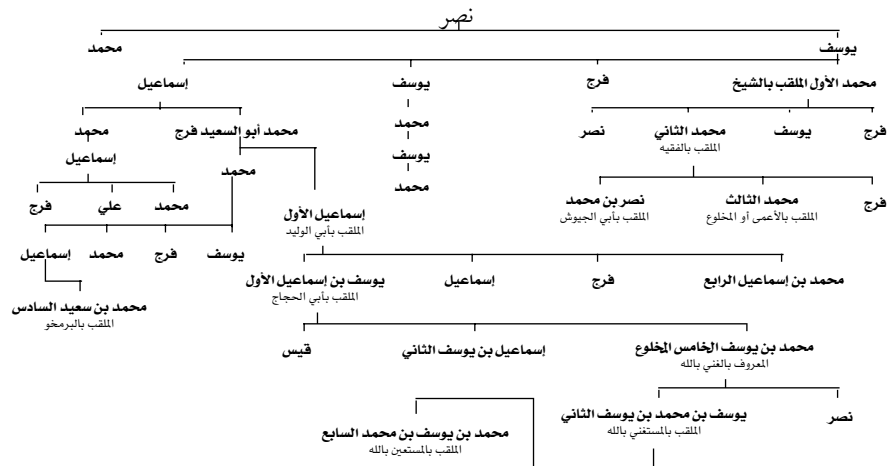 نصر
يوسف
محمد
محمد الأول الملقب بالشيخ
فرج
يوسف
إسماعيل
فرج
يوسف
محمد الثاني
الملقب بالفقيه
نصر
محمد
يوسف
محمد
محمد أبو السعيد فرج
محمد
إسماعيل
محمد
علي
فرج
محمد
فرج
محمد الثالث
الملقب بالأعمى أو المخلوع
نصر بن محمد
الملقب بأبي الجيوش
إسماعيل الأول
الملقب بأبي الوليد
يوسف
فرج
محمد
إسماعيل
محمد بن سعيد السادس
الملقب بالبرمخو
محمد بن إسماعيل الرابع
فرج
إسماعيل
يوسف بن إسماعيل الأول
الملقب بأبي الحجاج
محمد بن يوسف الخامس المخلوع
المعروف بالغني بالله
إسماعيل بن يوسف الثاني
قيس
نصر
يوسف بن محمد بن يوسف الثاني
الملقب بالمستغني بالله
محمد بن يوسف بن محمد السابع
الملقب بالمستعين بالله